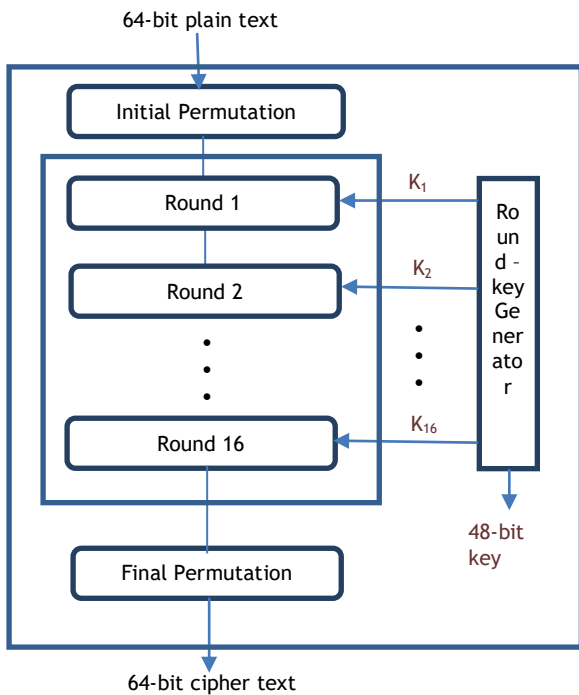 64-bit plain text
Initial Permutation
Round 1
K₁
Ro
un
d –
key
Ge
ner
ato
r
Round 2
K₂
Round 16
K₁₆
48-bit
key
Final Permutation
64-bit cipher text